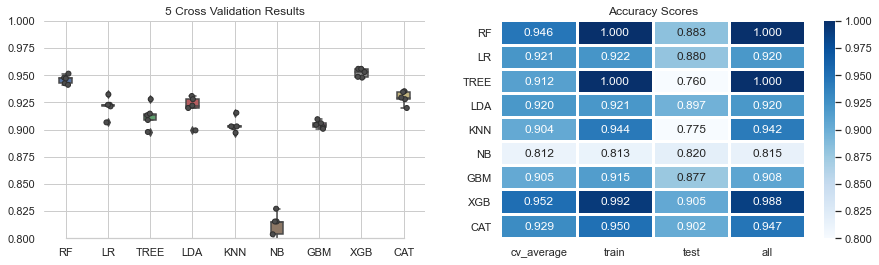 5 Cross Validation Results
1.000
0.975
0.950
0.925
0.900
0.875
0.850
0.825
0.800
RF LR TREE LDA KNN NB GBM XGB CAT
Accuracy Scores
RF 0.946 1.000 0.883 1.000
LR 0.921 0.922 0.880 0.920
TREE 0.912 1.000 0.760 1.000
LDA 0.920 0.921 0.897 0.920
KNN 0.904 0.944 0.775 0.942
NB 0.812 0.813 0.820 0.815
GBM 0.905 0.915 0.877 0.908
XGB 0.952 0.992 0.905 0.988
CAT 0.929 0.950 0.902 0.947
cv_average train test all
1.000
0.975
0.950
0.925
0.900
0.875
0.850
0.825
0.800